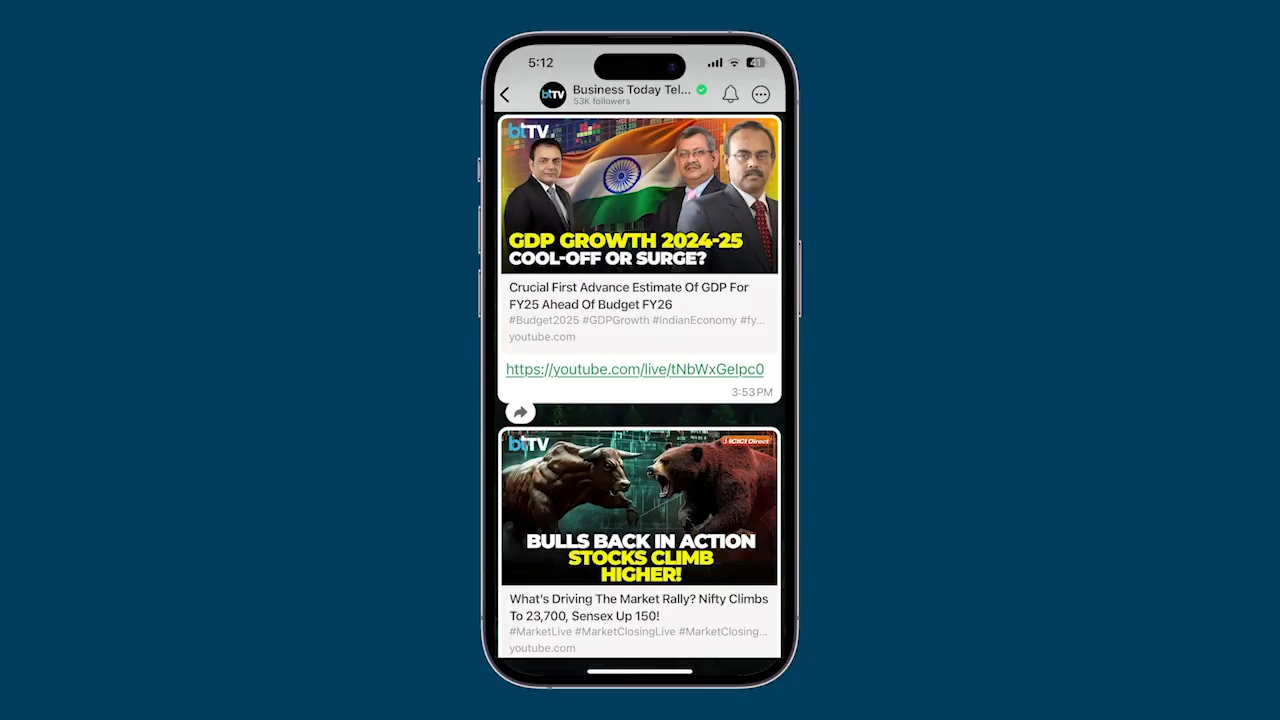 5:12
41
btTV
Business Today Tel...
53K followers
btTV
GDP GROWTH 2024-25
COOL-OFF OR SURGE?
Crucial First Advance Estimate Of GDP For
FY25 Ahead Of Budget FY26
#Budget2025 #GDPGrowth #IndianEconomy #fy...
youtube.com
https://youtube.com/live/tNbWxGeIpc0
3:53 PM
btTV
ICICI Direct
BULLS BACK IN ACTION
STOCKS CLIMB
HIGHER!
What's Driving The Market Rally? Nifty Climbs
To 23,700, Sensex Up 150!
#MarketLive #MarketClosingLive #MarketClosing...
youtube.com